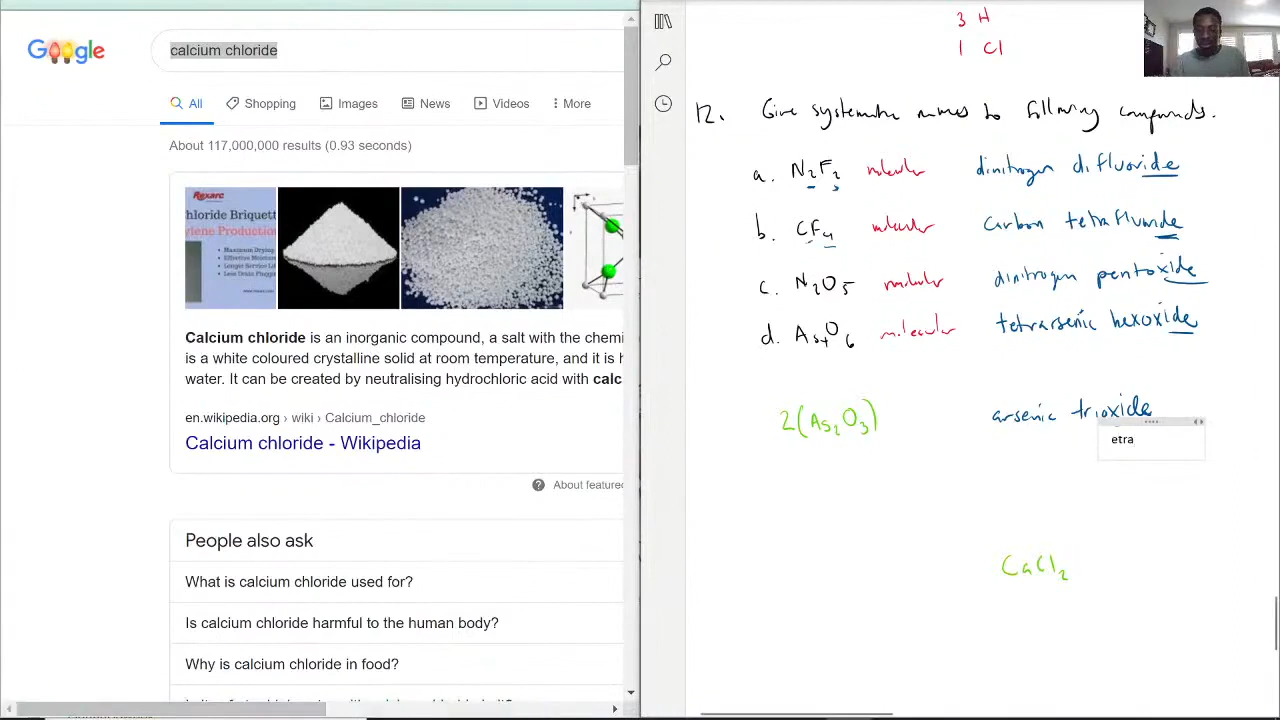 Google
calcium chloride
All
Shopping
Images
News
Videos
More
About 117,000,000 results (0.93 seconds)
Rexarc
hloride Briquett
ylene Production
Calcium chloride is an inorganic compound, a salt with the chemi
is a white coloured crystalline solid at room temperature, and it is h
water. It can be created by neutralising hydrochloric acid with calc
en.wikipedia.org › wiki › Calcium_chloride
Calcium chloride - Wikipedia
About featured
People also ask
What is calcium chloride used for?
Is calcium chloride harmful to the human body?
Why is calcium chloride in food?
3 H
1 Cl
12. Give systematic names to following compounds.
a. N2F2 molecular dinitrogen difluoride
b. CF4 molecular carbon tetrafluoride
c. N2O5 molecular dinitrogen pentoxide
d. As4O6 molecular tetrarsenic hexoxide
2(As2O3) arsenic trioxide
etra
CaCl2